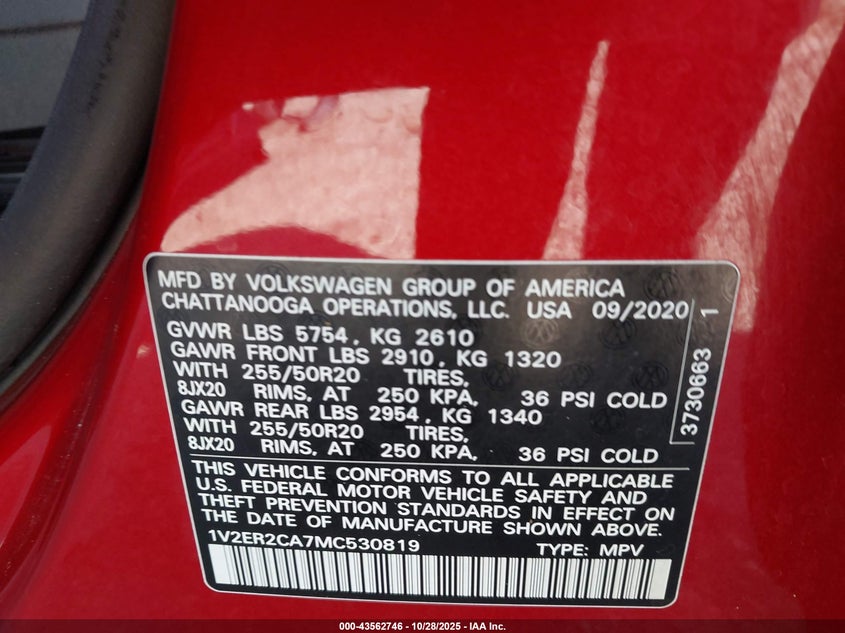 MFD BY VOLKSWAGEN GROUP OF AMERICA
CHATTANOOGA OPERATIONS, LLC. USA 09/2020
GVWR LBS 5754, KG 2610
GAWR FRONT LBS 2910, KG 1320
WITH 255/50R20 TIRES,
8JX20 RIMS, AT 250 KPA, 36 PSI COLD
GAWR REAR LBS 2954, KG 1340
WITH 255/50R20 TIRES,
8JX20 RIMS, AT 250 KPA, 36 PSI COLD
THIS VEHICLE CONFORMS TO ALL APPLICABLE
U.S. FEDERAL MOTOR VEHICLE SAFETY AND
THEFT PREVENTION STANDARDS IN EFFECT ON
THE DATE OF MANUFACTURE SHOWN ABOVE.
1V2ER2CA7MC530819 TYPE: MPV
3730663 1
000-43562746 | 10/28/2025 | IAA Inc.